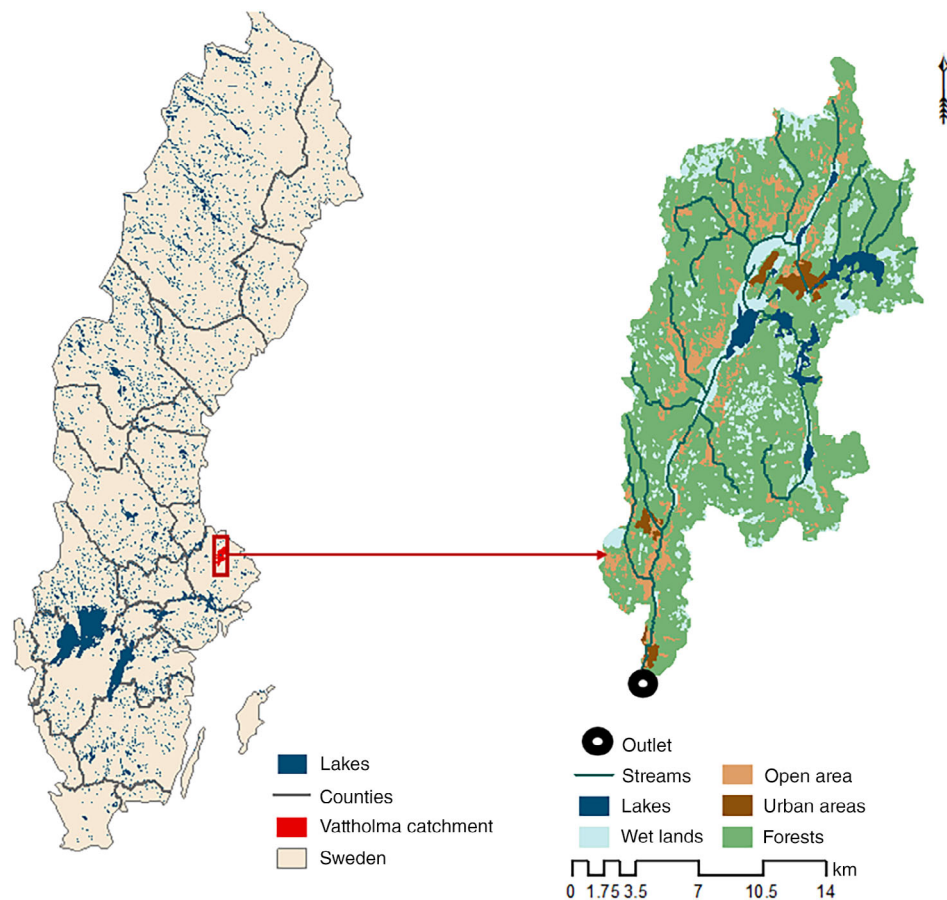 Lakes
Counties
Vattholma catchment
Sweden
Outlet
Streams
Open area
Lakes
Urban areas
Wet lands
Forests
km
0 1.75 3.5 7 10.5 14